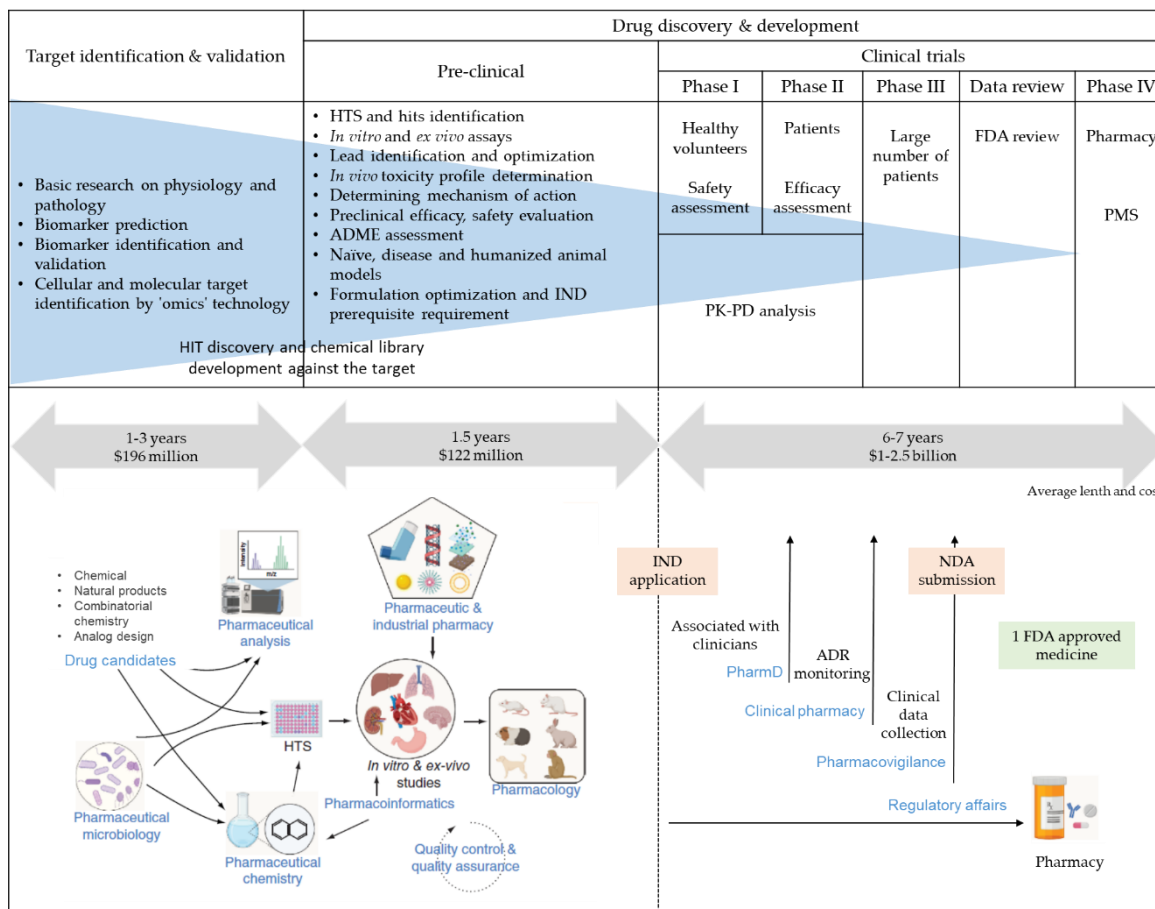 Drug discovery & development
Target identification & validation
Pre-clinical
Clinical trials
Phase I
Phase II
Phase III
Data review
Phase IV
• Basic research on physiology and
pathology
• Biomarker prediction
• Biomarker identification and
validation
• Cellular and molecular target
identification by 'omics' technology
• HTS and hits identification
• In vitro and ex vivo assays
• Lead identification and optimization
• In vivo toxicity profile determination
• Determining mechanism of action
• Preclinical efficacy, safety evaluation
• ADME assessment
• Naïve, disease and humanized animal
models
• Formulation optimization and IND
prerequisite requirement
HIT discovery and chemical library
development against the target
Healthy
volunteers
Safety
assessment
Patients
Efficacy
assessment
Large
number of
patients
FDA review
Pharmacy
PMS
PK-PD analysis
1-3 years
$196 million
1.5 years
$122 million
6-7 years
$1-2.5 billion
Average lenth and cos
• Chemical
• Natural products
• Combinatorial
chemistry
• Analog design
Drug candidates
Intensity
m/z
Pharmaceutical
analysis
Pharmaceutic &
industrial pharmacy
HTS
In vitro & ex-vivo
studies
Pharmacology
Pharmaceutical
microbiology
Pharmacoinformatics
Pharmaceutical
chemistry
Quality control &
quality assurance
IND
application
NDA
submission
Associated with
clinicians
PharmD
ADR
monitoring
Clinical pharmacy
Clinical
data
collection
Pharmacovigilance
Regulatory affairs
1 FDA approved
medicine
Pharmacy